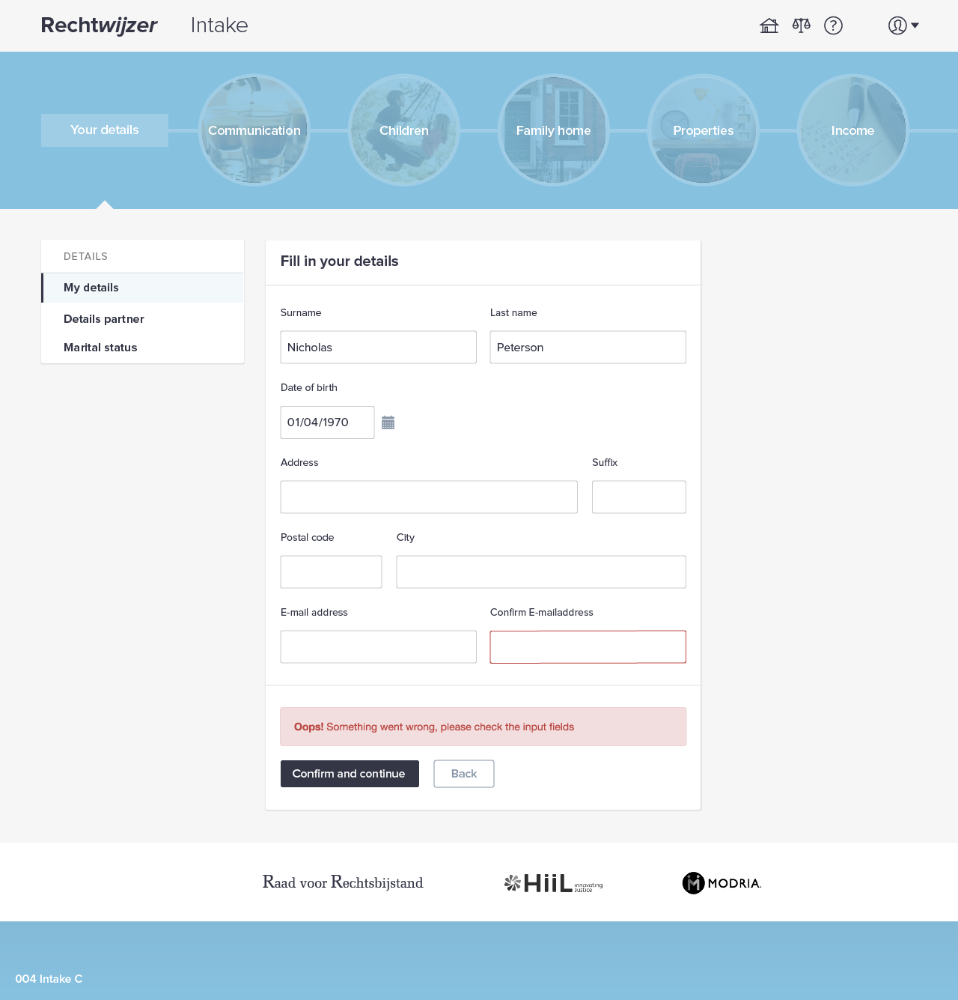 Rechtwijzer Intake
Your details
Communication
Children
Family home
Properties
Income
DETAILS
My details
Details partner
Marital status
Fill in your details
Surname Last name
Nicholas Peterson
Date of birth
01/04/1970
Address Suffix
Postal code City
E-mail address Confirm E-mailaddress
Oops! Something went wrong, please check the input fields
Confirm and continue Back
Raad voor Rechtsbijstand
HiiL innovating justice
MODRIA.
004 Intake C